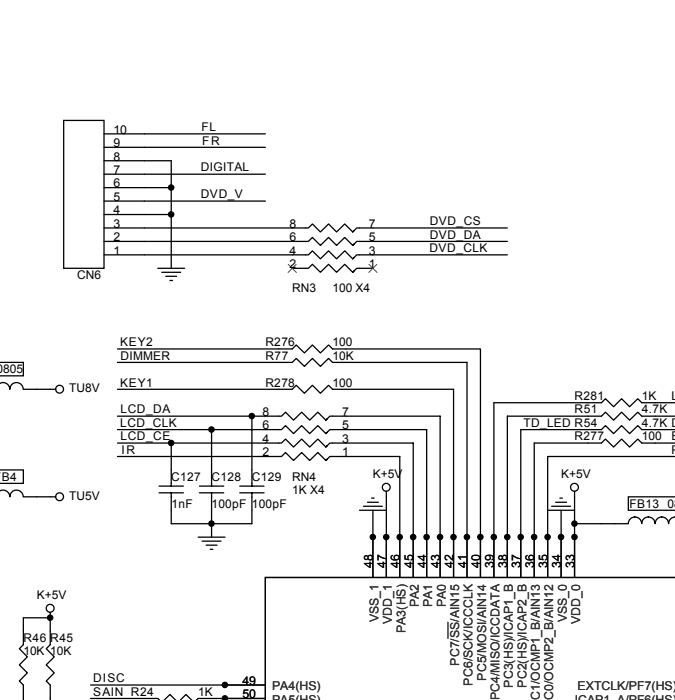 10 FL
9 FR
8
7 DIGITAL
6
5 DVD_V
4
3 8 7 DVD_CS
2 6 5 DVD_DA
1 4 3 DVD_CLK
2 1
CN6
RN3 100 X4
KEY2 R276 100
DIMMER R77 10K
0805
TU8V
KEY1 R278 100
R281 1K
LCD_DA 8 7
R51 4.7K
LCD_CLK 6 5
TD_LED R54 4.7K
LCD_CE 4 3
R277 100
IR 2 1
C127 C128 C129
RN4
1K X4
1nF 100pF 100pF
K+5V
K+5V
TU5V
FB13
48 47 46 45 44 43 42 41 40 39 38 37 36 35 34 33
VSS_1
VDD_1
PA3(HS)
PA2
PA1
PA0
PC7/SS/AIN15
PC6/SCK/ICCCLK
PC5/MOSI/AIN14
PC4/MISO/ICCDATA
PC3(HS)/ICAP1_B
PC2(HS)/ICAP2_B
C1/OCMP1_B/AIN13
C0/OCMP2_B/AIN12
VSS_0
VDD_0
K+5V
R46 R45
10K 10K
DISC 49 PA4(HS)
EXTCLK/PF7(HS)
SAIN R24 1K 50 PA5(HS)
ICAP1_A/PF6(HS)